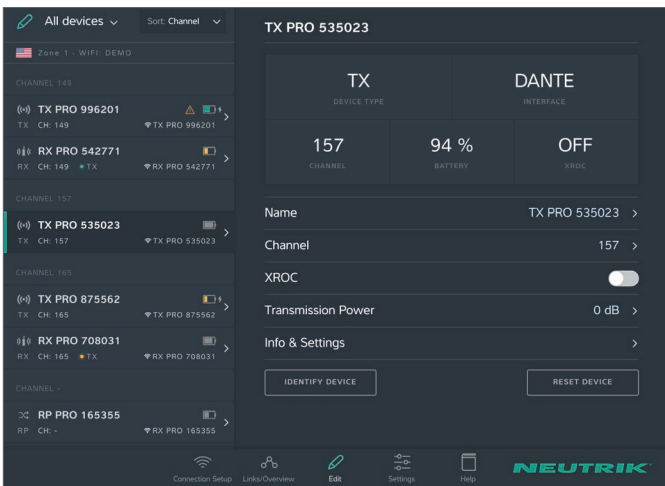 All devices
Sort: Channel
Zone 1 - WIFI: DEMO
CHANNEL 149
TX PRO 996201
TX CH: 149 TX PRO 996201
RX PRO 542771
RX CH: 149 TX RX PRO 542771
CHANNEL 157
TX PRO 535023
TX CH: 157 TX PRO 535023
CHANNEL 165
TX PRO 875562
TX CH: 165 TX PRO 875562
RX PRO 708031
RX CH: 165 TX RX PRO 708031
CHANNEL -
RP PRO 165355
RP CH: - RX PRO 165355
TX PRO 535023
TX
DEVICE TYPE
DANTE
INTERFACE
157
CHANNEL
94 %
BATTERY
OFF
XROC
Name TX PRO 535023
Channel 157
XROC
Transmission Power 0 dB
Info & Settings
IDENTIFY DEVICE
RESET DEVICE
Connection Setup
Links/Overview
Edit
Settings
Help
NEUTRIK